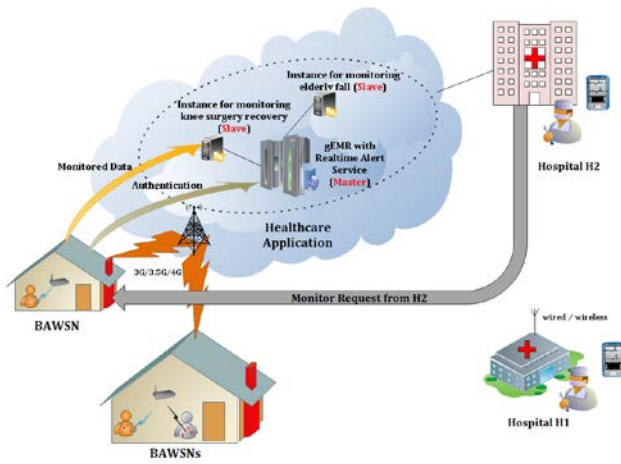 Instance for monitoring
elderly fall (Slave)
Instance for monitoring
knee surgery recovery
(Slave)
gEMR with
Realtime Alert
Service
(Master)
Monitored Data
Authentication
Healthcare
Application
Hospital H2
3G/3.5G/4G
Monitor Request from H2
BAWSN
wired / wireless
Hospital H1
BAWSNs